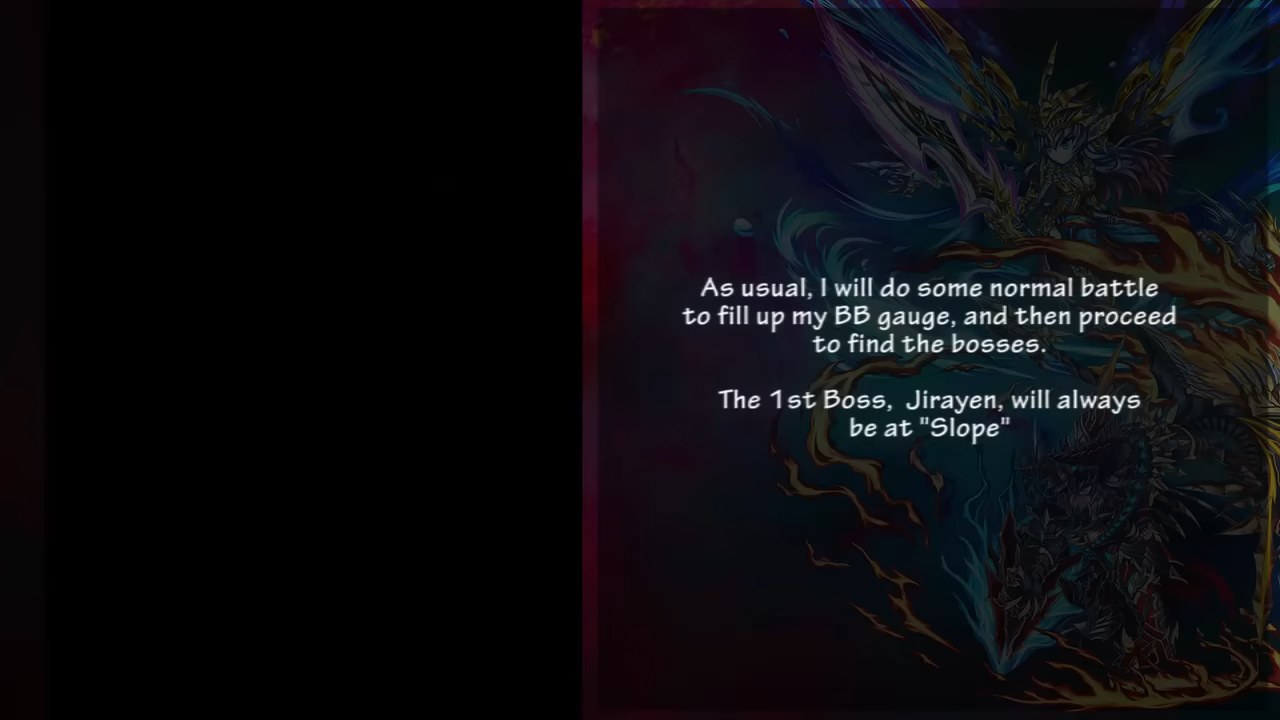 As usual, I will do some normal battle
to fill up my BB gauge, and then proceed
to find the bosses.
The 1st Boss,  Jirayen, will always
be at "Slope"